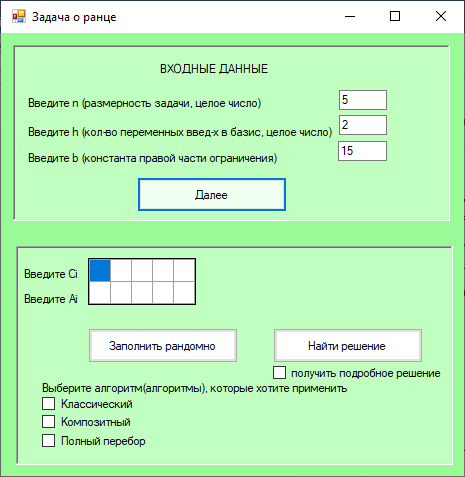 Задача о ранце
ВХОДНЫЕ ДАННЫЕ
Введите n (размерность задачи, целое число)
5
Введите h (кол-во переменных введ-х в базис, целое число)
2
Введите b (константа правой части ограничения)
15
Далее
Введите Ci
Введите Ai
Заполнить рандомно
Найти решение
получить подробное решение
Выберите алгоритм(алгоритмы), которые хотите применить
Классический
Композитный
Полный перебор